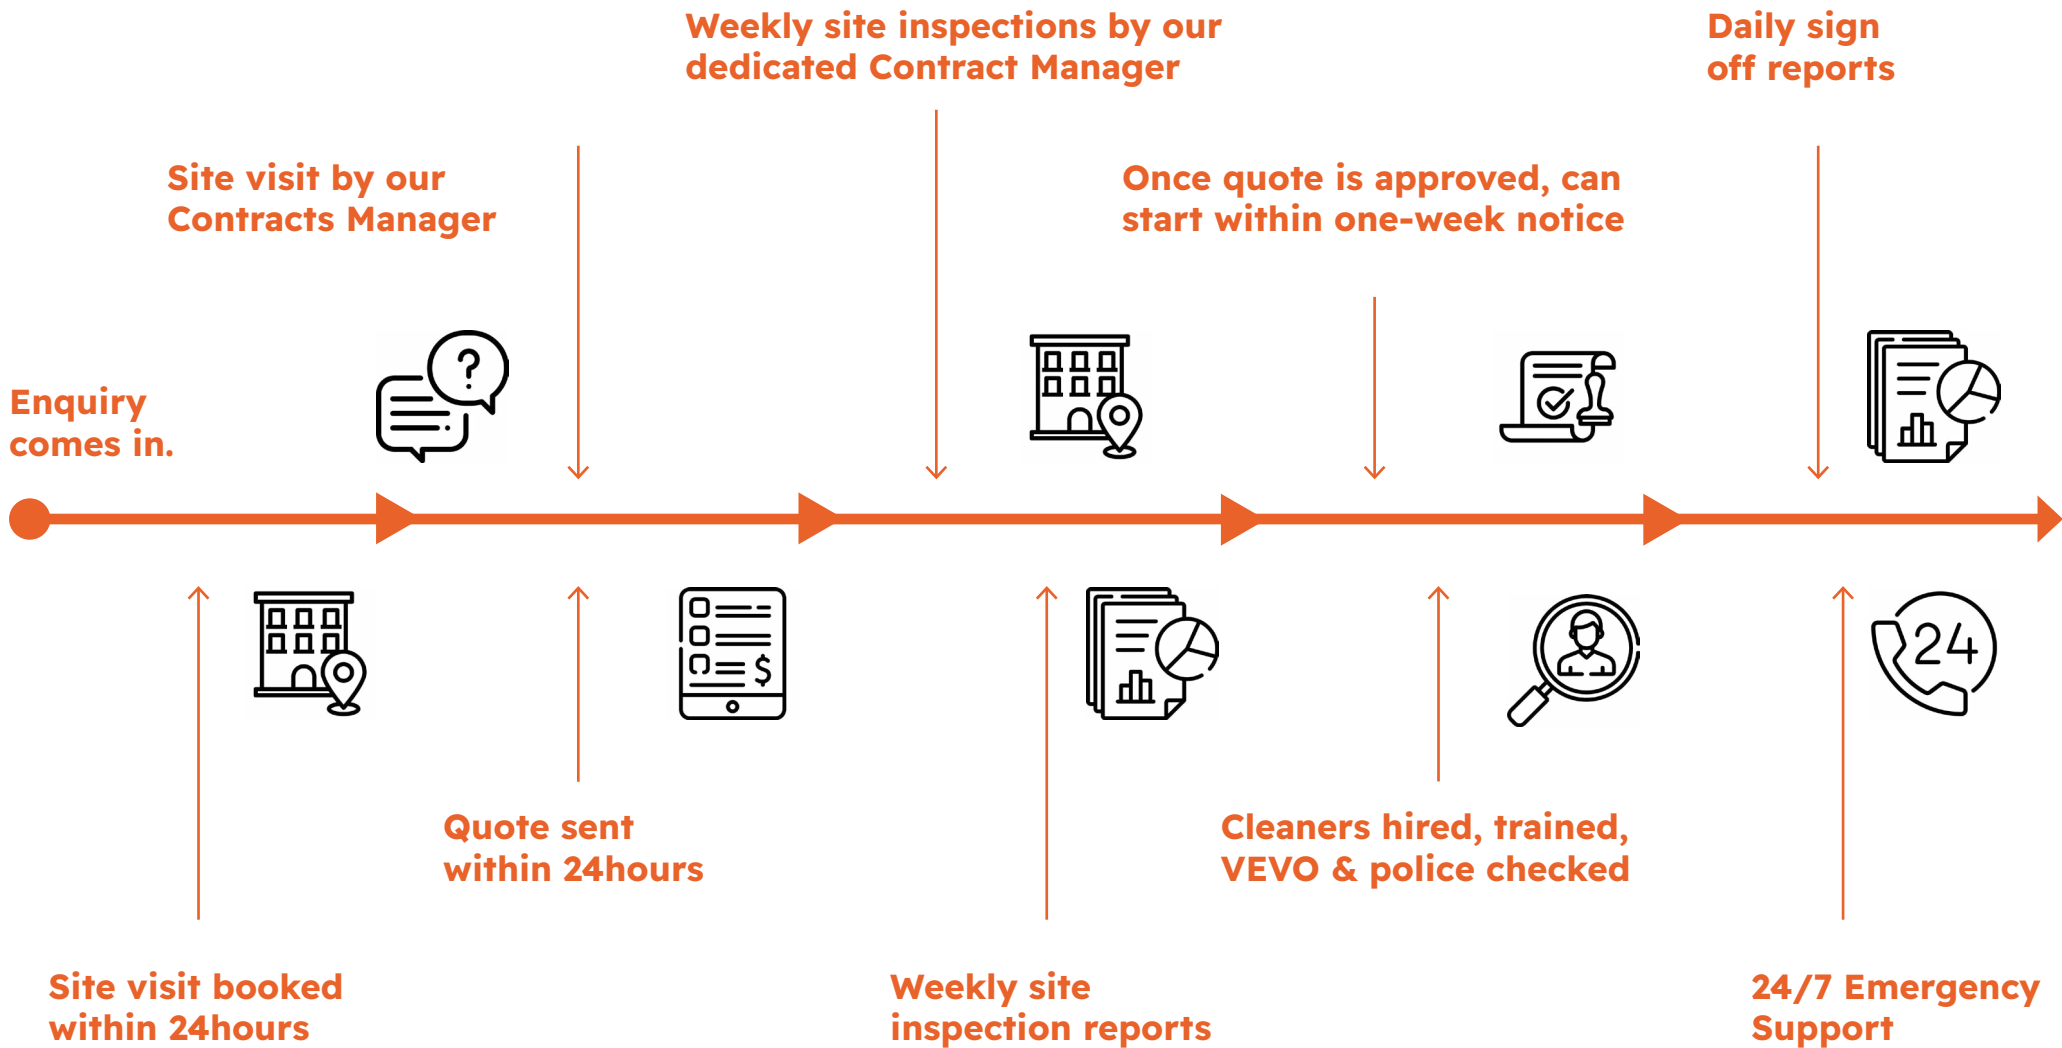 Weekly site inspections by our
dedicated Contract Manager
Daily sign
off reports
Site visit by our
Contracts Manager
Once quote is approved, can
start within one-week notice
Enquiry
comes in.
?
$
24
Quote sent
within 24hours
Cleaners hired, trained,
VEVO & police checked
Site visit booked
within 24hours
Weekly site
inspection reports
24/7 Emergency
Support